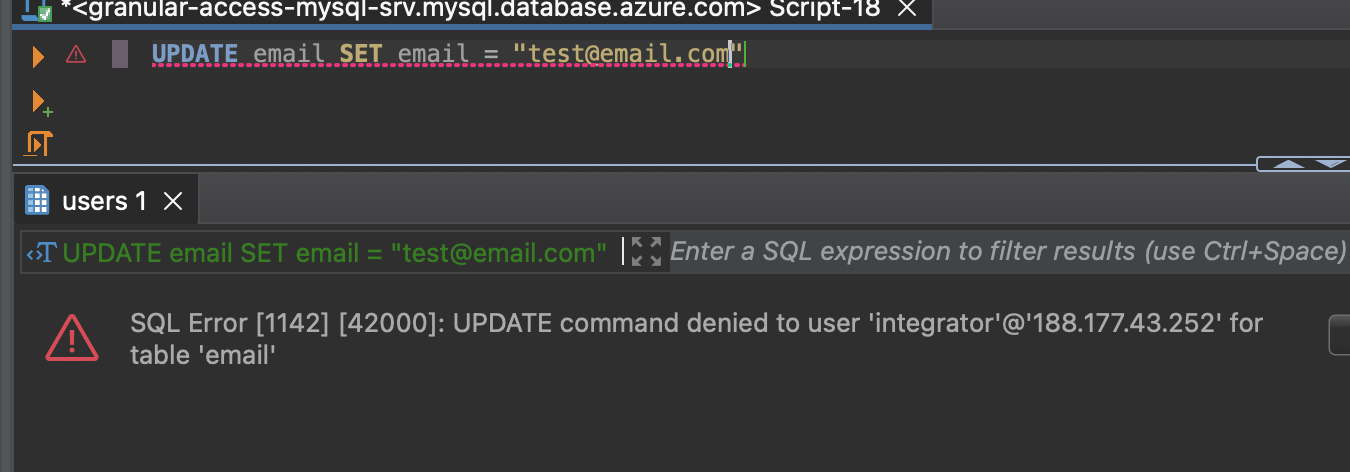 *<granular-access-mysql-srv.mysql.database.azure.com> Script-18
UPDATE email SET email = "test@email.com"
users 1
UPDATE email SET email = "test@email.com" Enter a SQL expression to filter results (use Ctrl+Space)
SQL Error [1142] [42000]: UPDATE command denied to user 'integrator'@'188.177.43.252' for
table 'email'